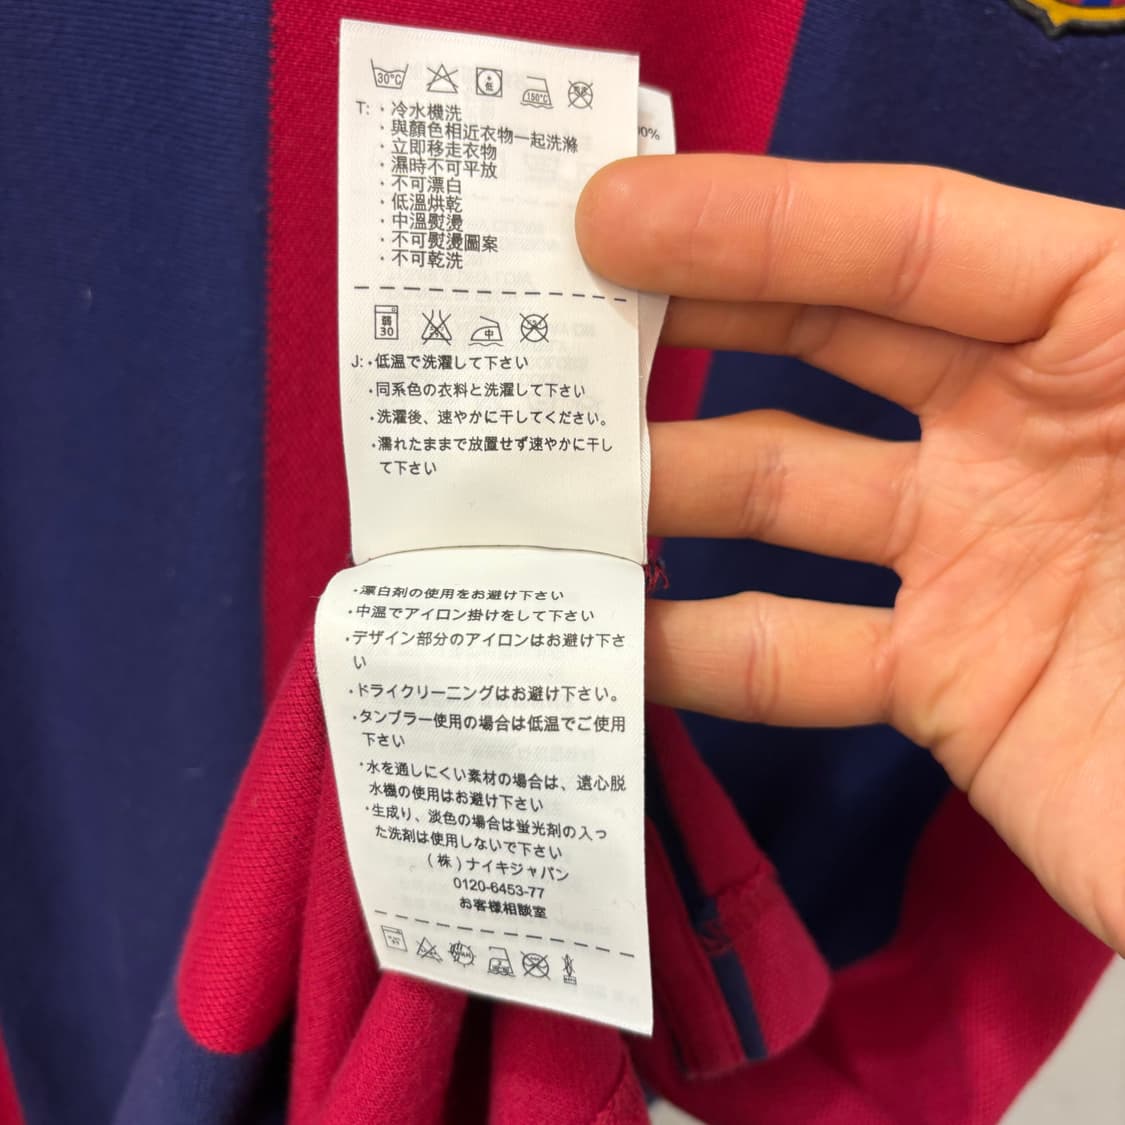 30°C
低
150°C
T: ・冷水機洗
・與顏色相近衣物一起洗滌
・立即移走衣物
・濕時不可平放
・不可漂白
・低溫烘乾
・中溫熨燙
・不可熨燙圖案
・不可乾洗
0%
弱
30
中
J: ・低温で洗濯して下さい
・同系色の衣料と洗濯して下さい
・洗濯後、速やかに干してください。
・濡れたままで放置せず速やかに干し
て下さい
・漂白剤の使用をお避け下さい
・中温でアイロン掛けをして下さい
・デザイン部分のアイロンはお避け下さ
い
・ドライクリーニングはお避け下さい。
・タンブラー使用の場合は低温でご使用
下さい
・水を通しにくい素材の場合は、遠心脱
水機の使用はお避け下さい
・生成り、淡色の場合は蛍光剤の入っ
た洗剤は使用しないで下さい
（株）ナイキジャパン
0120-6453-77
お客様相談室